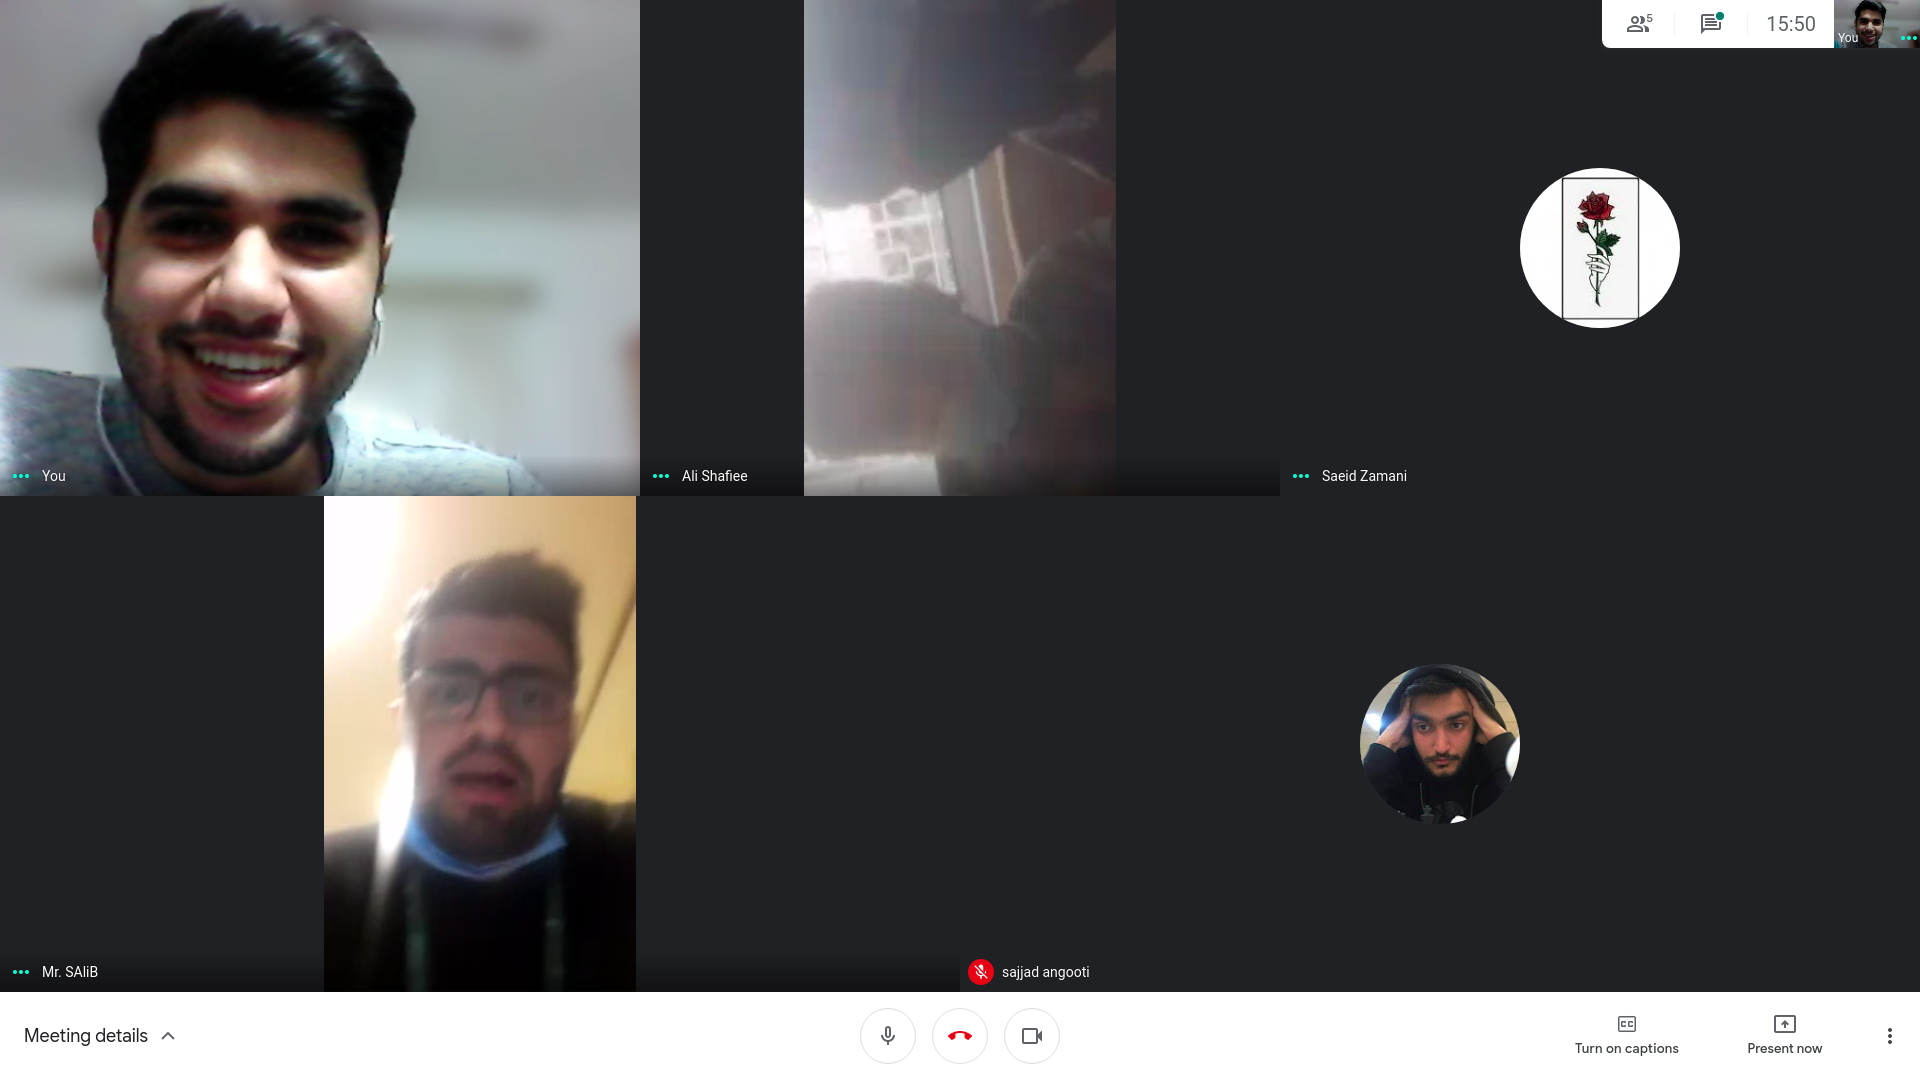 5
15:50
You
You
Ali Shafiee
Saeid Zamani
Mr. SAliB
sajjad angooti
Meeting details
CC
Turn on captions
Present now